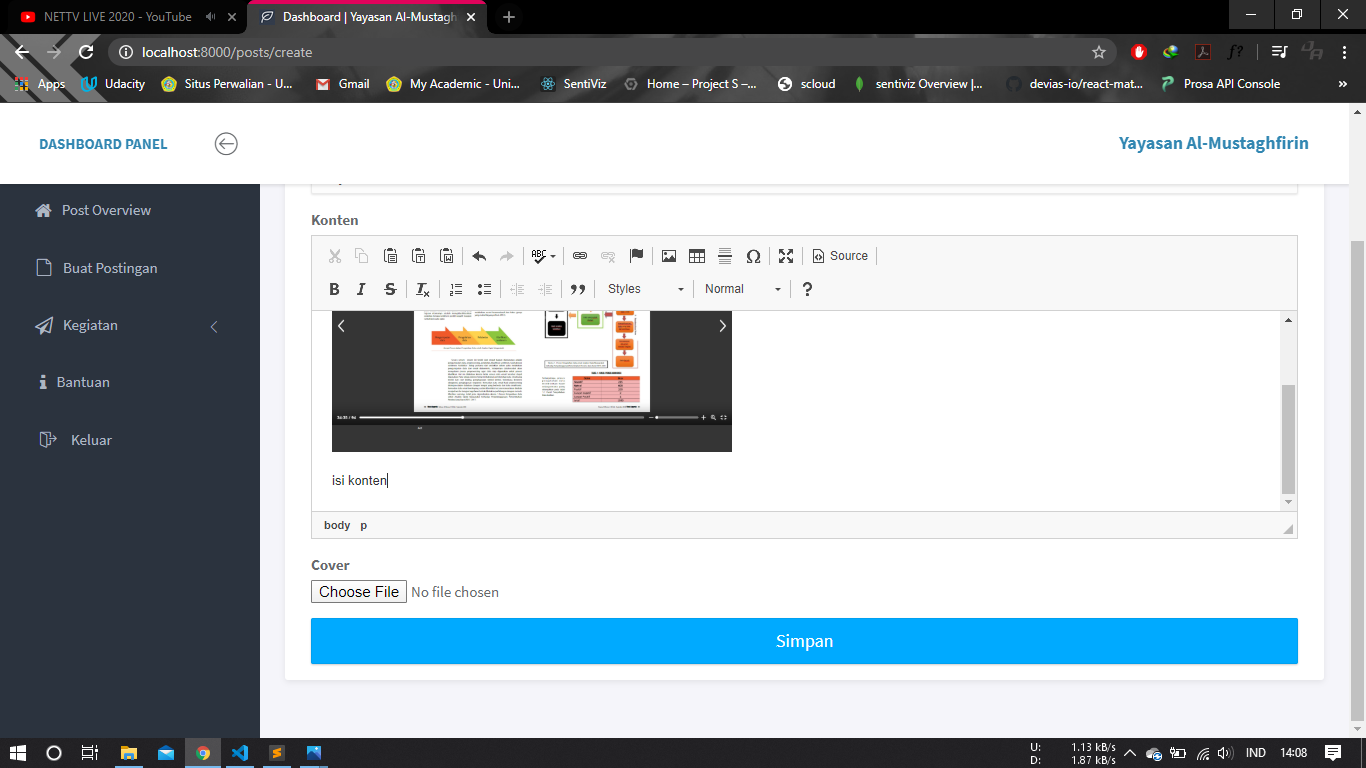 NETTV LIVE 2020 - YouTube
Dashboard | Yayasan Al-Mustagh
localhost:8000/posts/create
Apps
Udacity
Situs Perwalian - U...
Gmail
My Academic - Uni...
SentiViz
Home – Project S –...
scloud
sentiviz Overview |...
devias-io/react-mat...
Prosa API Console
»
DASHBOARD PANEL
Yayasan Al-Mustaghfirin
Post Overview
Buat Postingan
Kegiatan
Bantuan
Keluar
Konten
ABC
Source
B I S Tx
Styles
Normal
?
isi konten
body p
Cover
Choose File No file chosen
Simpan
U: 1.13 kB/s
D: 1.87 kB/s
IND
14:08